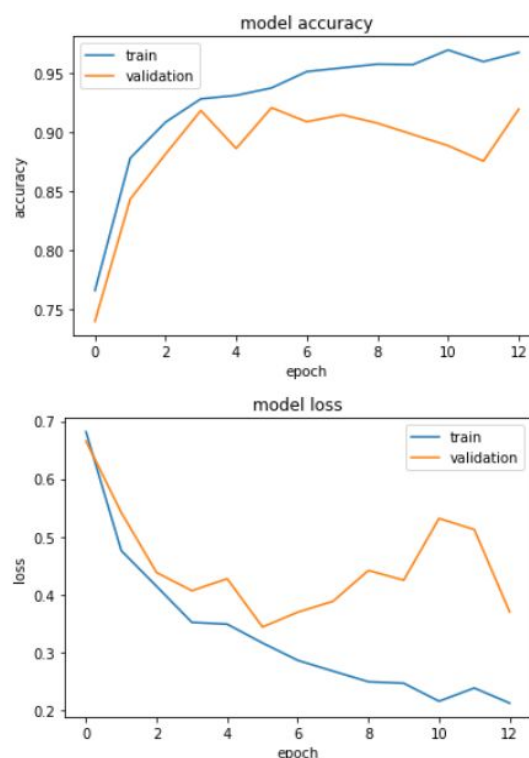 model accuracy
train
validation
0.95
0.90
0.85
0.80
0.75
accuracy
0 2 4 6 8 10 12
epoch
model loss
train
validation
0.7
0.6
0.5
0.4
0.3
0.2
loss
0 2 4 6 8 10 12
epoch